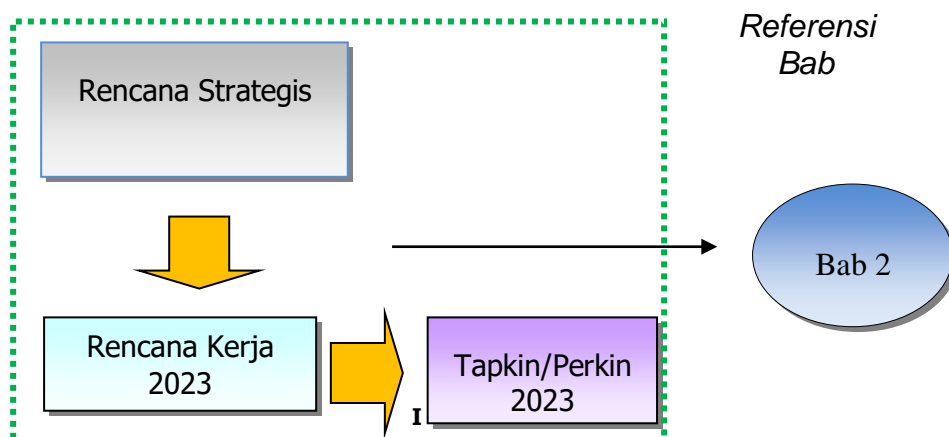 Referensi
Bab
Rencana Strategis
Bab 2
Rencana Kerja
2023
Tapkin/Perkin
2023
I